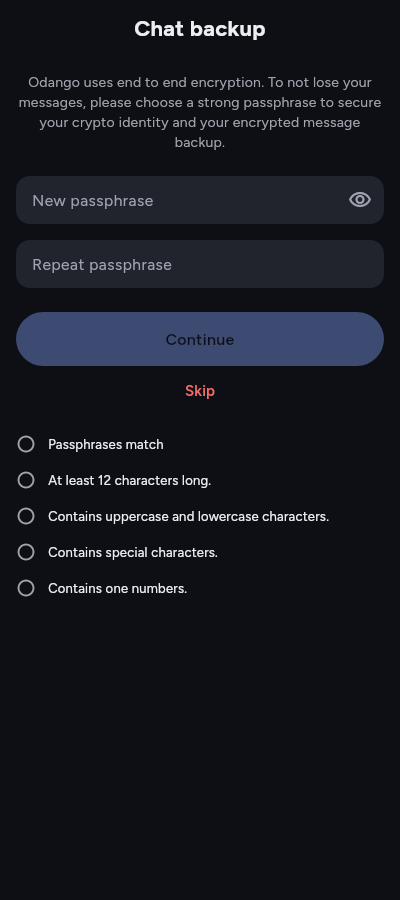 Chat backup
Odango uses end to end encryption. To not lose your
messages, please choose a strong passphrase to secure
your crypto identity and your encrypted message
backup.
New passphrase
Repeat passphrase
Continue
Skip
Passphrases match
At least 12 characters long.
Contains uppercase and lowercase characters.
Contains special characters.
Contains one numbers.